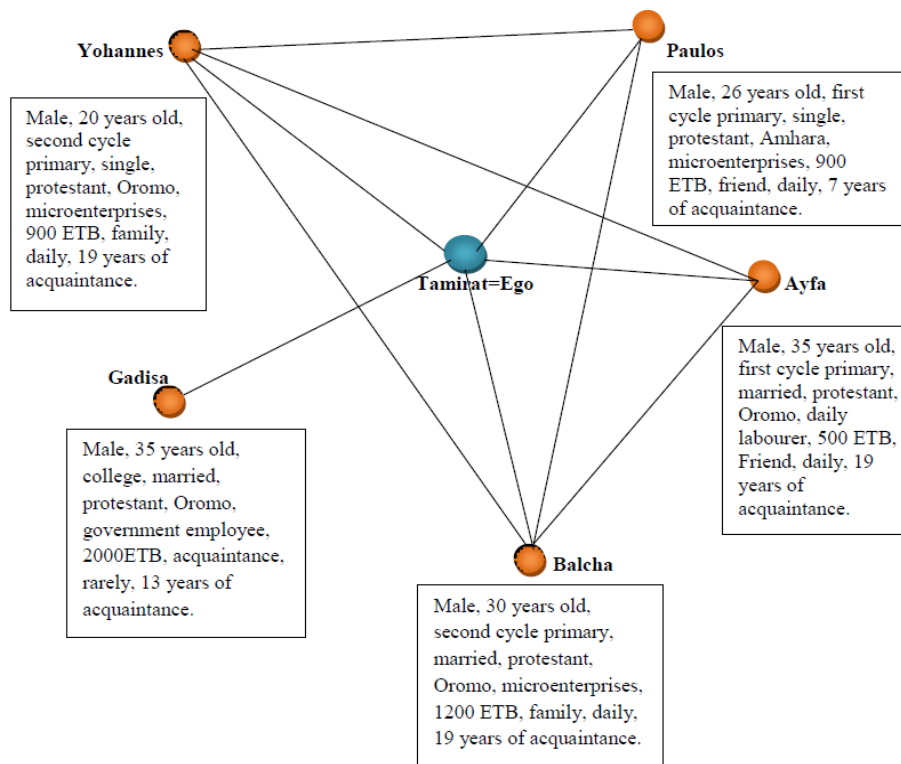 Yohannes
Male, 20 years old,
second cycle
primary, single,
protestant, Oromo,
microenterprises,
900 ETB, family,
daily, 19 years of
acquaintance.
Paulos
Male, 26 years old, first
cycle primary, single,
protestant, Amhara,
microenterprises, 900
ETB, friend, daily, 7 years
of acquaintance.
Tamirat=Ego
Ayfa
Male, 35 years old,
first cycle primary,
married, protestant,
Oromo, daily
labourer, 500 ETB,
Friend, daily, 19
years of
acquaintance.
Gadisa
Male, 35 years old,
college, married,
protestant, Oromo,
government employee,
2000ETB, acquaintance,
rarely, 13 years of
acquaintance.
Balcha
Male, 30 years old,
second cycle primary,
married, protestant,
Oromo, microenterprises,
1200 ETB, family, daily,
19 years of acquaintance.